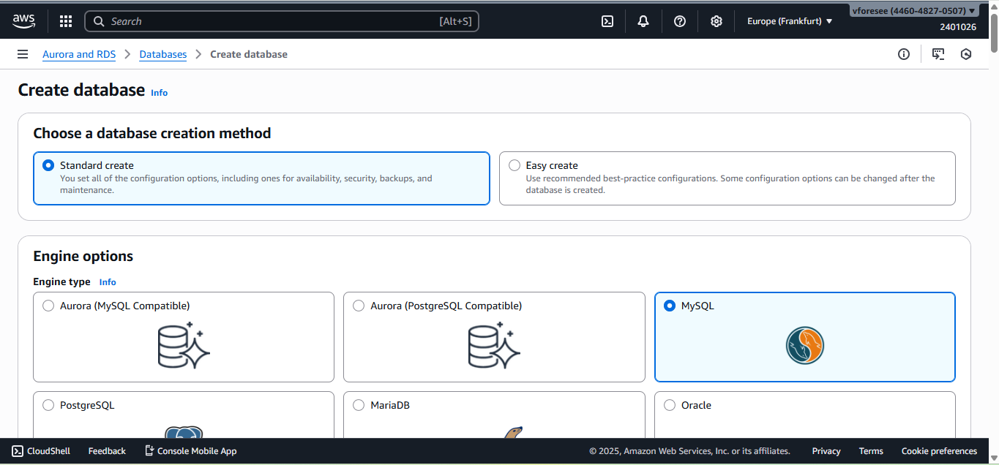 aws
Search
[Alt+S]
Europe (Frankfurt)
vforesee (4460-4827-0507)
2401026
Aurora and RDS
Databases
Create database
Create database
Info
Choose a database creation method
Standard create
You set all of the configuration options, including ones for availability, security, backups, and
maintenance.
Easy create
Use recommended best-practice configurations. Some configuration options can be changed after the
database is created.
Engine options
Engine type Info
Aurora (MySQL Compatible)
Aurora (PostgreSQL Compatible)
MySQL
PostgreSQL
MariaDB
Oracle
CloudShell
Feedback
Console Mobile App
© 2025, Amazon Web Services, Inc. or its affiliates.
Privacy
Terms
Cookie preferences